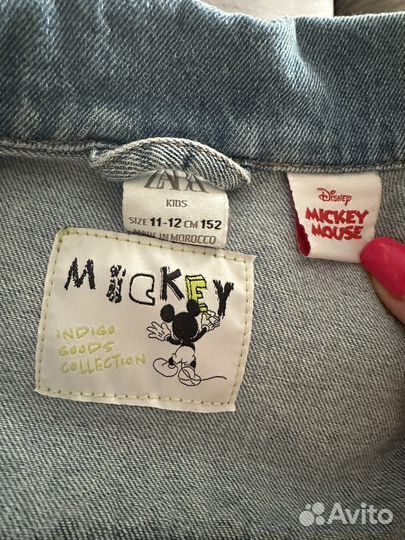 ZARA
KIDS
SIZE 11-12 CM 152
MADE IN MOROCCO
Disney
MICKEY
MOUSE
MICKEY
INDIGO
GOODS
COLLECTION
Avito